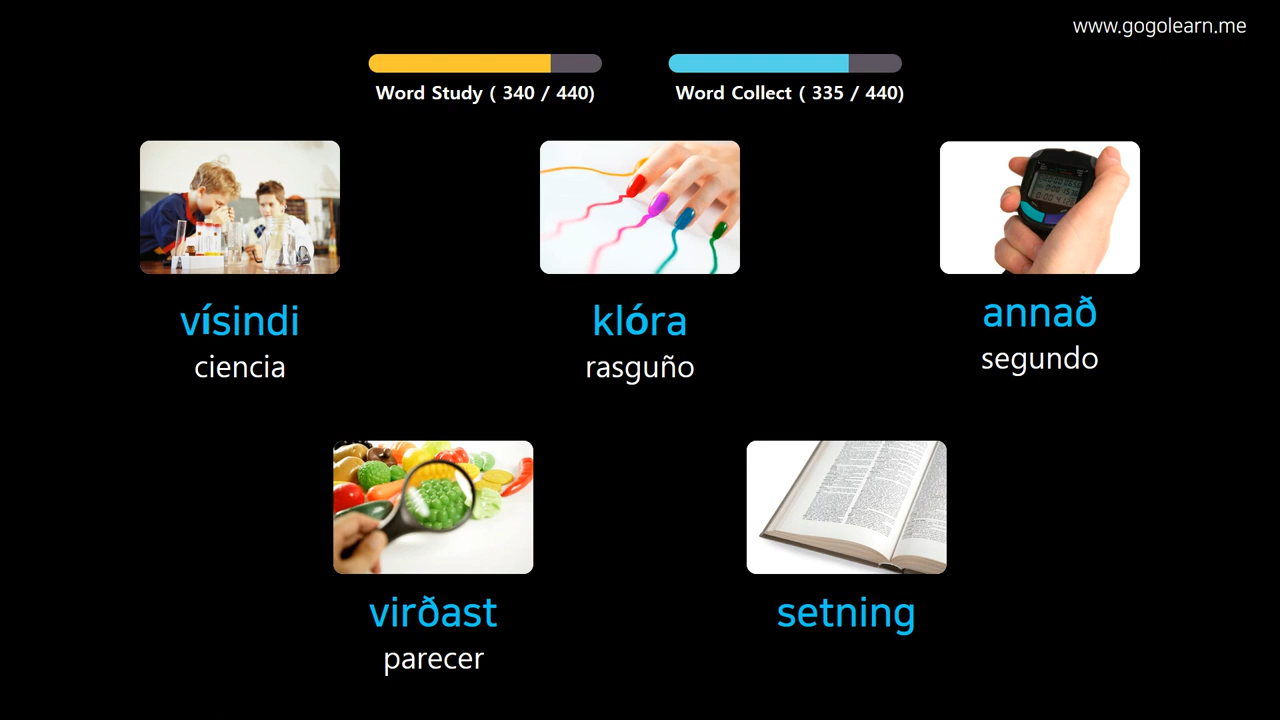 www.gogolearn.me
Word Study ( 340 / 440)
Word Collect ( 335 / 440)
vísindi
ciencia
klóra
rasguño
annað
segundo
virðast
parecer
setning